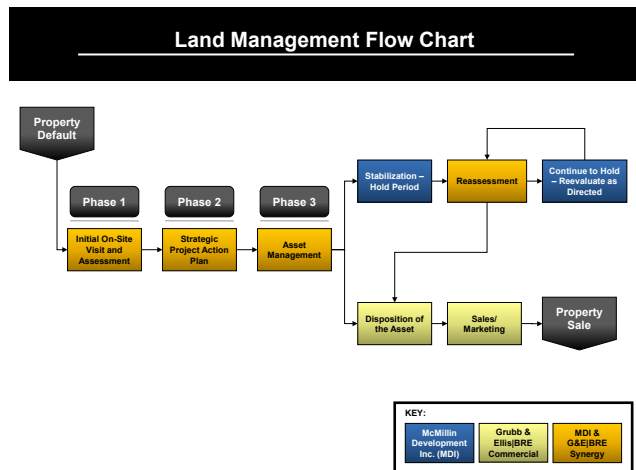 Land Management Flow Chart
Property
Default
Phase 1
Phase 2
Phase 3
Initial On-Site
Visit and
Assessment
Strategic
Project Action
Plan
Asset
Management
Stabilization –
Hold Period
Reassessment
Continue to Hold
– Reevaluate as
Directed
Disposition of
the Asset
Sales/
Marketing
Property
Sale
KEY:
McMillin
Development
Inc. (MDI)
Grubb &
Ellis|BRE
Commercial
MDI &
G&E|BRE
Synergy